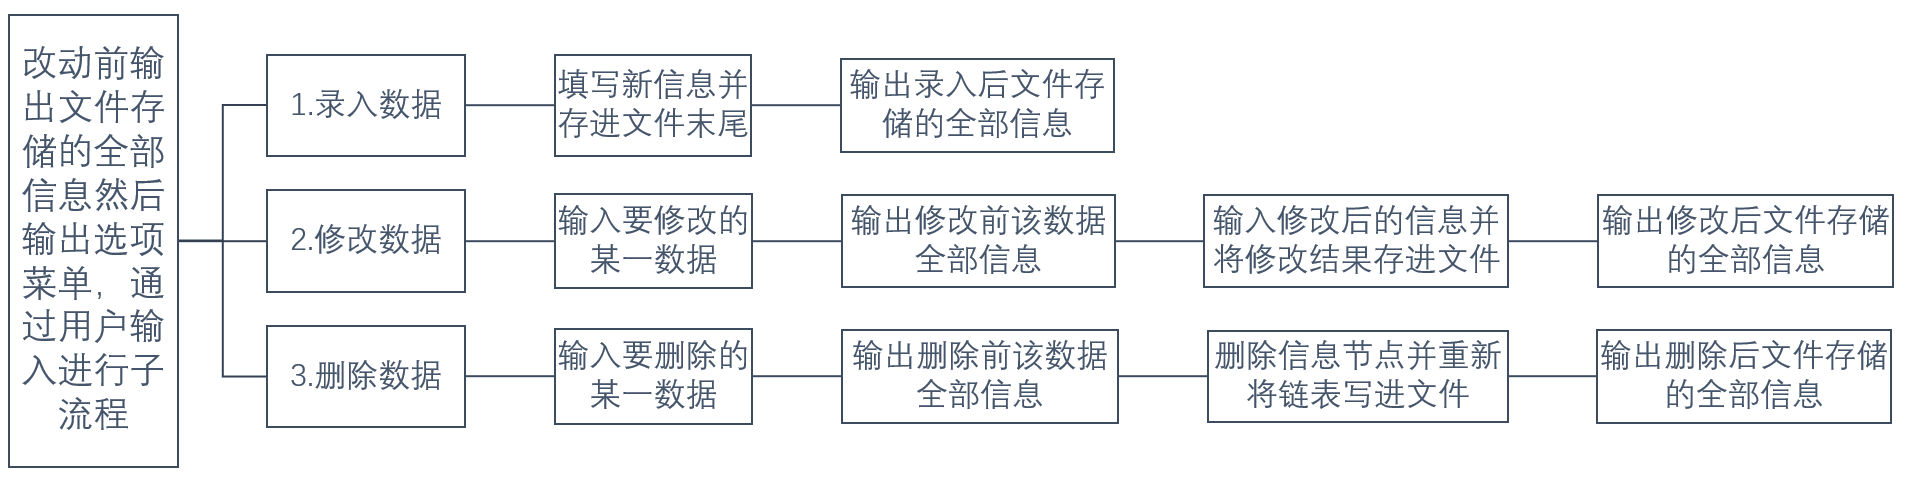 改动前输
出文件存
储的全部
信息然后
输出选项
菜单，通
过用户输
入进行子
流程
1.录入数据
填写新信息并
存进文件末尾
输出录入后文件存
储的全部信息
2.修改数据
输入要修改的
某一数据
输出修改前该数据
全部信息
输入修改后的信息并
将修改结果存进文件
输出修改后文件存储
的全部信息
3.删除数据
输入要删除的
某一数据
输出删除前该数据
全部信息
删除信息节点并重新
将链表写进文件
输出删除后文件存储
的全部信息